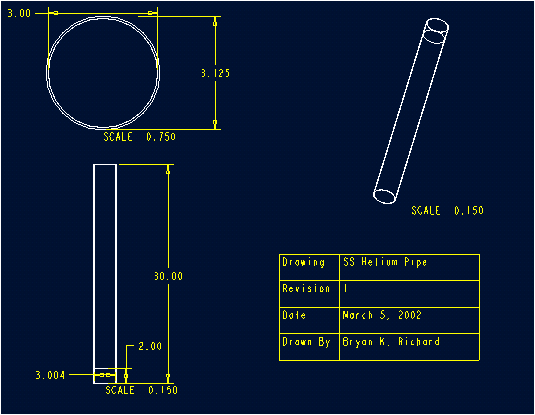 3.00
3.125
SCALE 0.750
SCALE 0.150
30.00
2.00
3.004
SCALE 0.150
Drawing SS Helium Pipe
Revision 1
Date March 5, 2002
Drawn By Bryan K. Richard